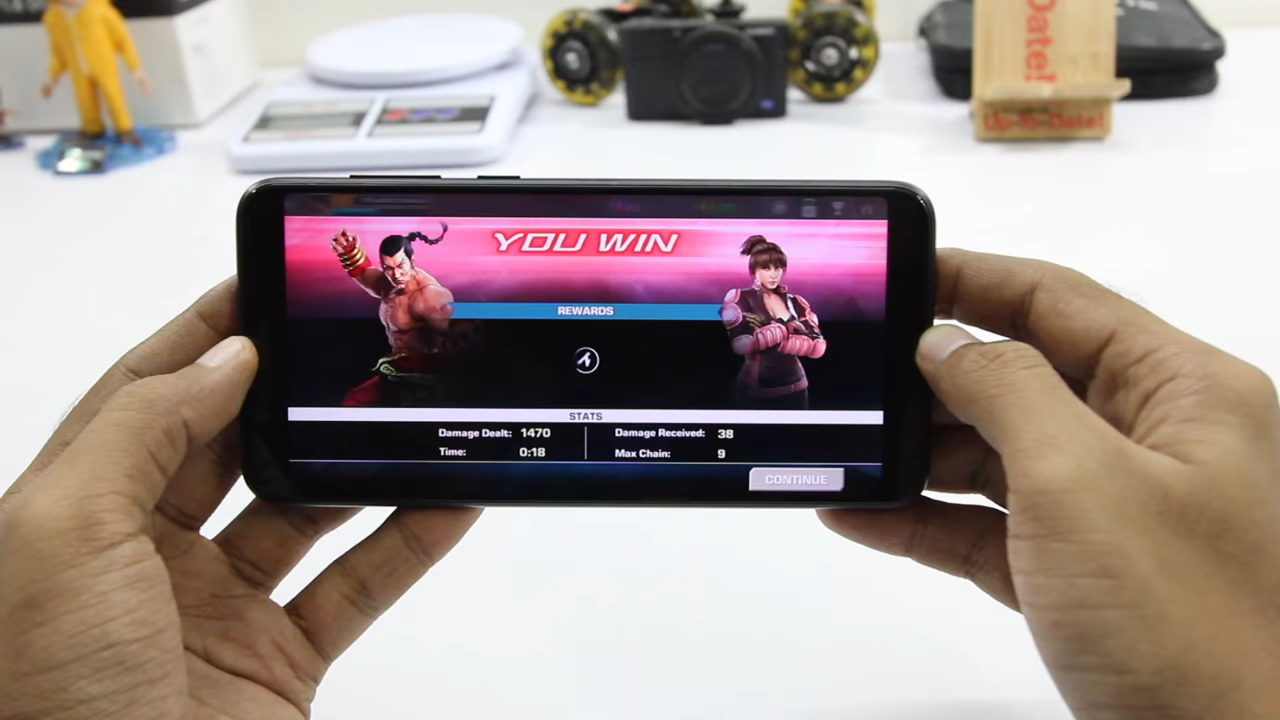 Date!
Up-to-Date!
YOU WIN
REWARDS
STATS
Damage Dealt: 1470
Damage Received: 38
Time: 0:18
Max Chain: 9
CONTINUE